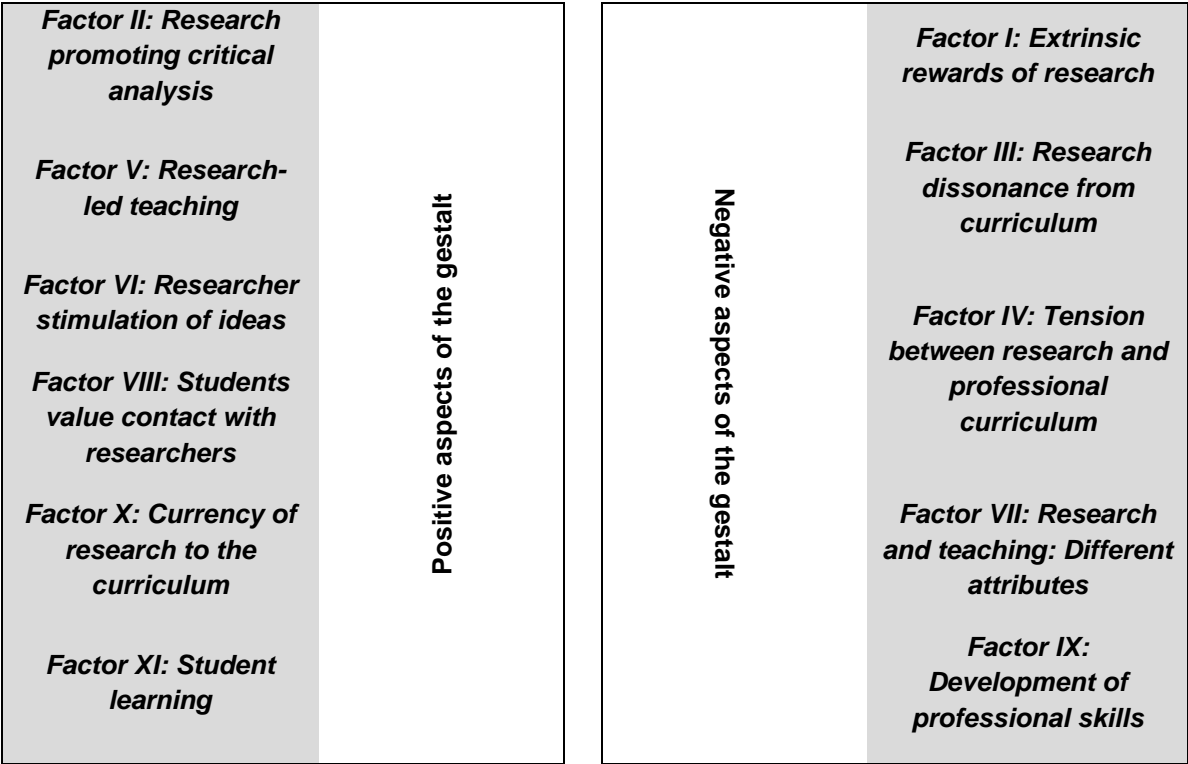 Factor II: Research
promoting critical
analysis
Factor V: Research-
led teaching
Factor VI: Researcher
stimulation of ideas
Factor VIII: Students
value contact with
researchers
Factor X: Currency of
research to the
curriculum
Factor XI: Student
learning
Positive aspects of the gestalt
Negative aspects of the gestalt
Factor I: Extrinsic
rewards of research
Factor III: Research
dissonance from
curriculum
Factor IV: Tension
between research and
professional
curriculum
Factor VII: Research
and teaching: Different
attributes
Factor IX:
Development of
professional skills